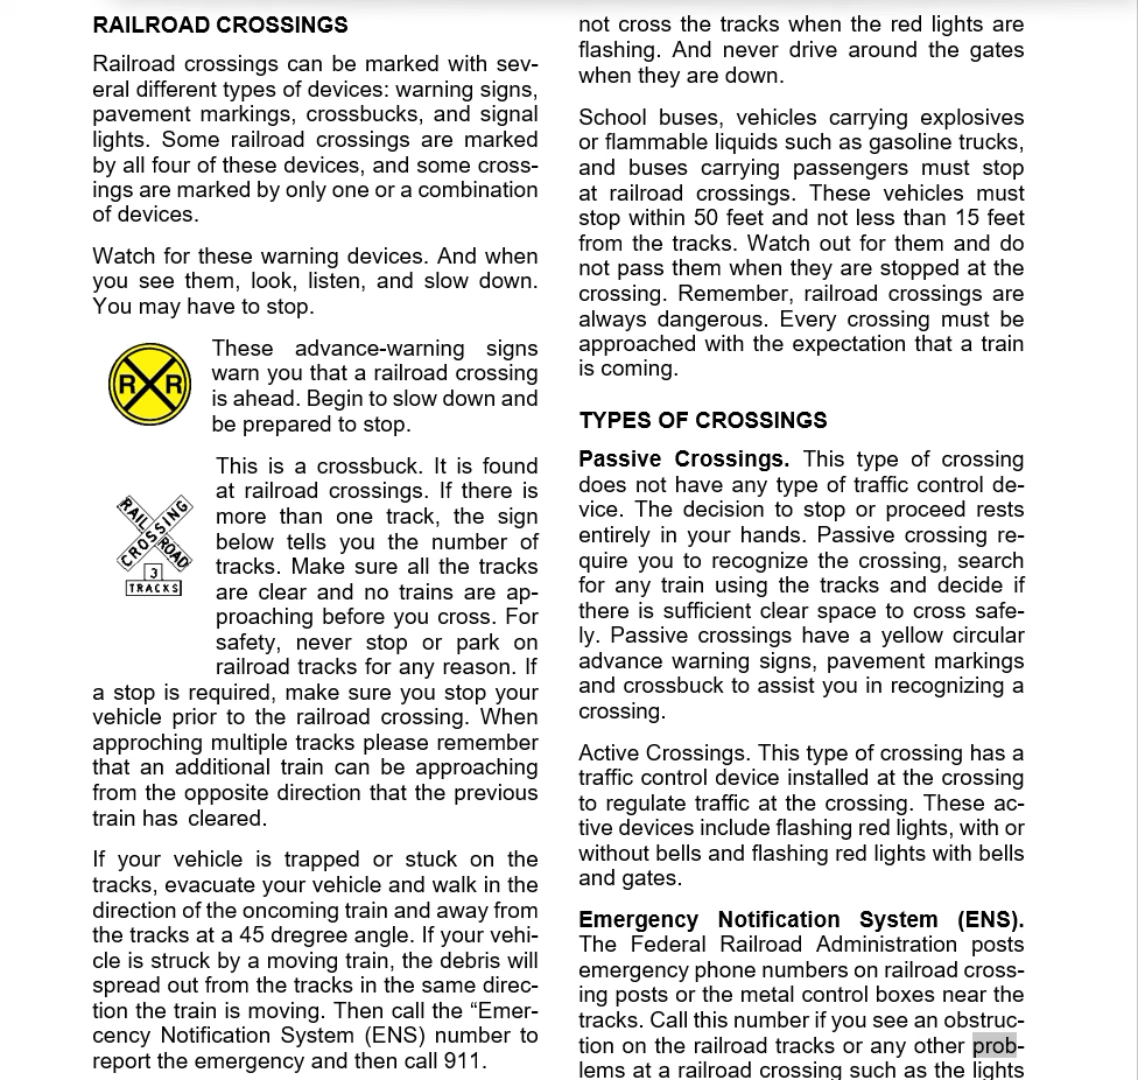 RAILROAD CROSSINGS
Railroad crossings can be marked with sev-
eral different types of devices: warning signs,
pavement markings, crossbucks, and signal
lights. Some railroad crossings are marked
by all four of these devices, and some cross-
ings are marked by only one or a combination
of devices.
Watch for these warning devices. And when
you see them, look, listen, and slow down.
You may have to stop.
R R
These advance-warning signs
warn you that a railroad crossing
is ahead. Begin to slow down and
be prepared to stop.
RAIL ROAD
CROSSING
3
TRACKS
This is a crossbuck. It is found
at railroad crossings. If there is
more than one track, the sign
below tells you the number of
tracks. Make sure all the tracks
are clear and no trains are ap-
proaching before you cross. For
safety, never stop or park on
railroad tracks for any reason. If
a stop is required, make sure you stop your
vehicle prior to the railroad crossing. When
approching multiple tracks please remember
that an additional train can be approaching
from the opposite direction that the previous
train has cleared.
If your vehicle is trapped or stuck on the
tracks, evacuate your vehicle and walk in the
direction of the oncoming train and away from
the tracks at a 45 dregree angle. If your vehi-
cle is struck by a moving train, the debris will
spread out from the tracks in the same direc-
tion the train is moving. Then call the “Emer-
cency Notification System (ENS) number to
report the emergency and then call 911.
not cross the tracks when the red lights are
flashing. And never drive around the gates
when they are down.
School buses, vehicles carrying explosives
or flammable liquids such as gasoline trucks,
and buses carrying passengers must stop
at railroad crossings. These vehicles must
stop within 50 feet and not less than 15 feet
from the tracks. Watch out for them and do
not pass them when they are stopped at the
crossing. Remember, railroad crossings are
always dangerous. Every crossing must be
approached with the expectation that a train
is coming.
TYPES OF CROSSINGS
Passive Crossings. This type of crossing
does not have any type of traffic control de-
vice. The decision to stop or proceed rests
entirely in your hands. Passive crossing re-
quire you to recognize the crossing, search
for any train using the tracks and decide if
there is sufficient clear space to cross safe-
ly. Passive crossings have a yellow circular
advance warning signs, pavement markings
and crossbuck to assist you in recognizing a
crossing.
Active Crossings. This type of crossing has a
traffic control device installed at the crossing
to regulate traffic at the crossing. These ac-
tive devices include flashing red lights, with or
without bells and flashing red lights with bells
and gates.
Emergency Notification System (ENS).
The Federal Railroad Administration posts
emergency phone numbers on railroad cross-
ing posts or the metal control boxes near the
tracks. Call this number if you see an obstruc-
tion on the railroad tracks or any other prob-
lems at a railroad crossing such as the lights